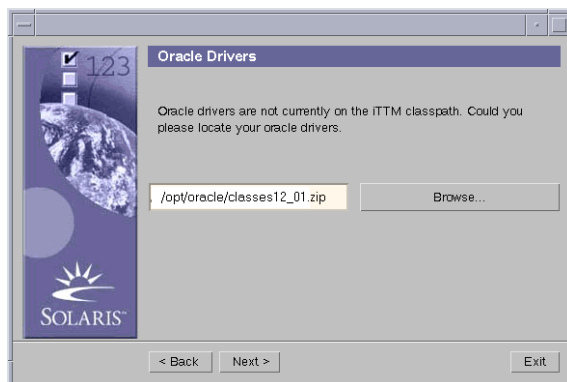 123
Oracle Drivers
Oracle drivers are not currently on the iTTM classpath. Could you
please locate your oracle drivers.
/opt/oracle/classes12_01.zip
Browse...
SOLARIS™
< Back
Next >
Exit